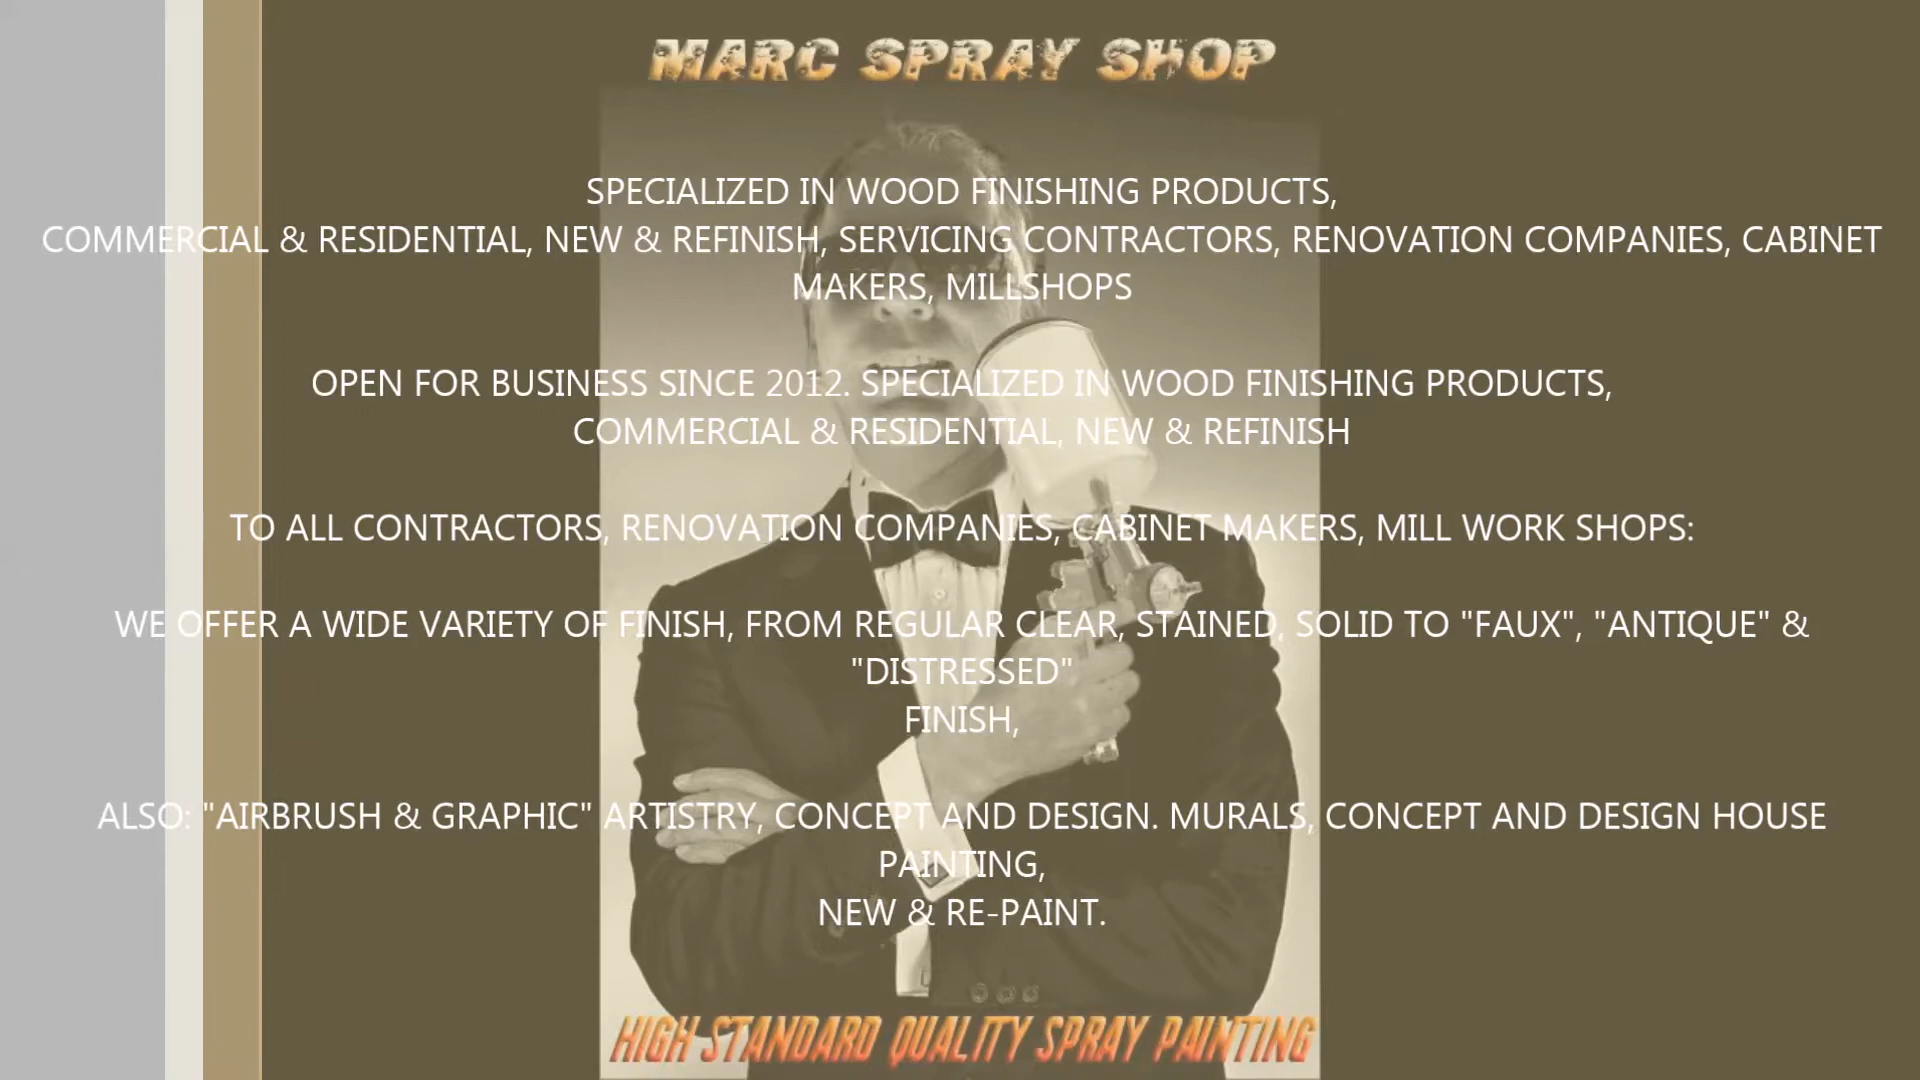 MARC SPRAY SHOP
SPECIALIZED IN WOOD FINISHING PRODUCTS,
COMMERCIAL & RESIDENTIAL, NEW & REFINISH, SERVICING CONTRACTORS, RENOVATION COMPANIES, CABINET
MAKERS, MILLSHOPS
OPEN FOR BUSINESS SINCE 2012. SPECIALIZED IN WOOD FINISHING PRODUCTS,
COMMERCIAL & RESIDENTIAL, NEW & REFINISH
TO ALL CONTRACTORS, RENOVATION COMPANIES, CABINET MAKERS, MILL WORK SHOPS:
WE OFFER A WIDE VARIETY OF FINISH, FROM REGULAR CLEAR, STAINED, SOLID TO "FAUX", "ANTIQUE" &
"DISTRESSED"
FINISH,
ALSO: "AIRBRUSH & GRAPHIC" ARTISTRY, CONCEPT AND DESIGN. MURALS, CONCEPT AND DESIGN HOUSE
PAINTING,
NEW & RE-PAINT.
HIGH STANDARD QUALITY SPRAY PAINTING